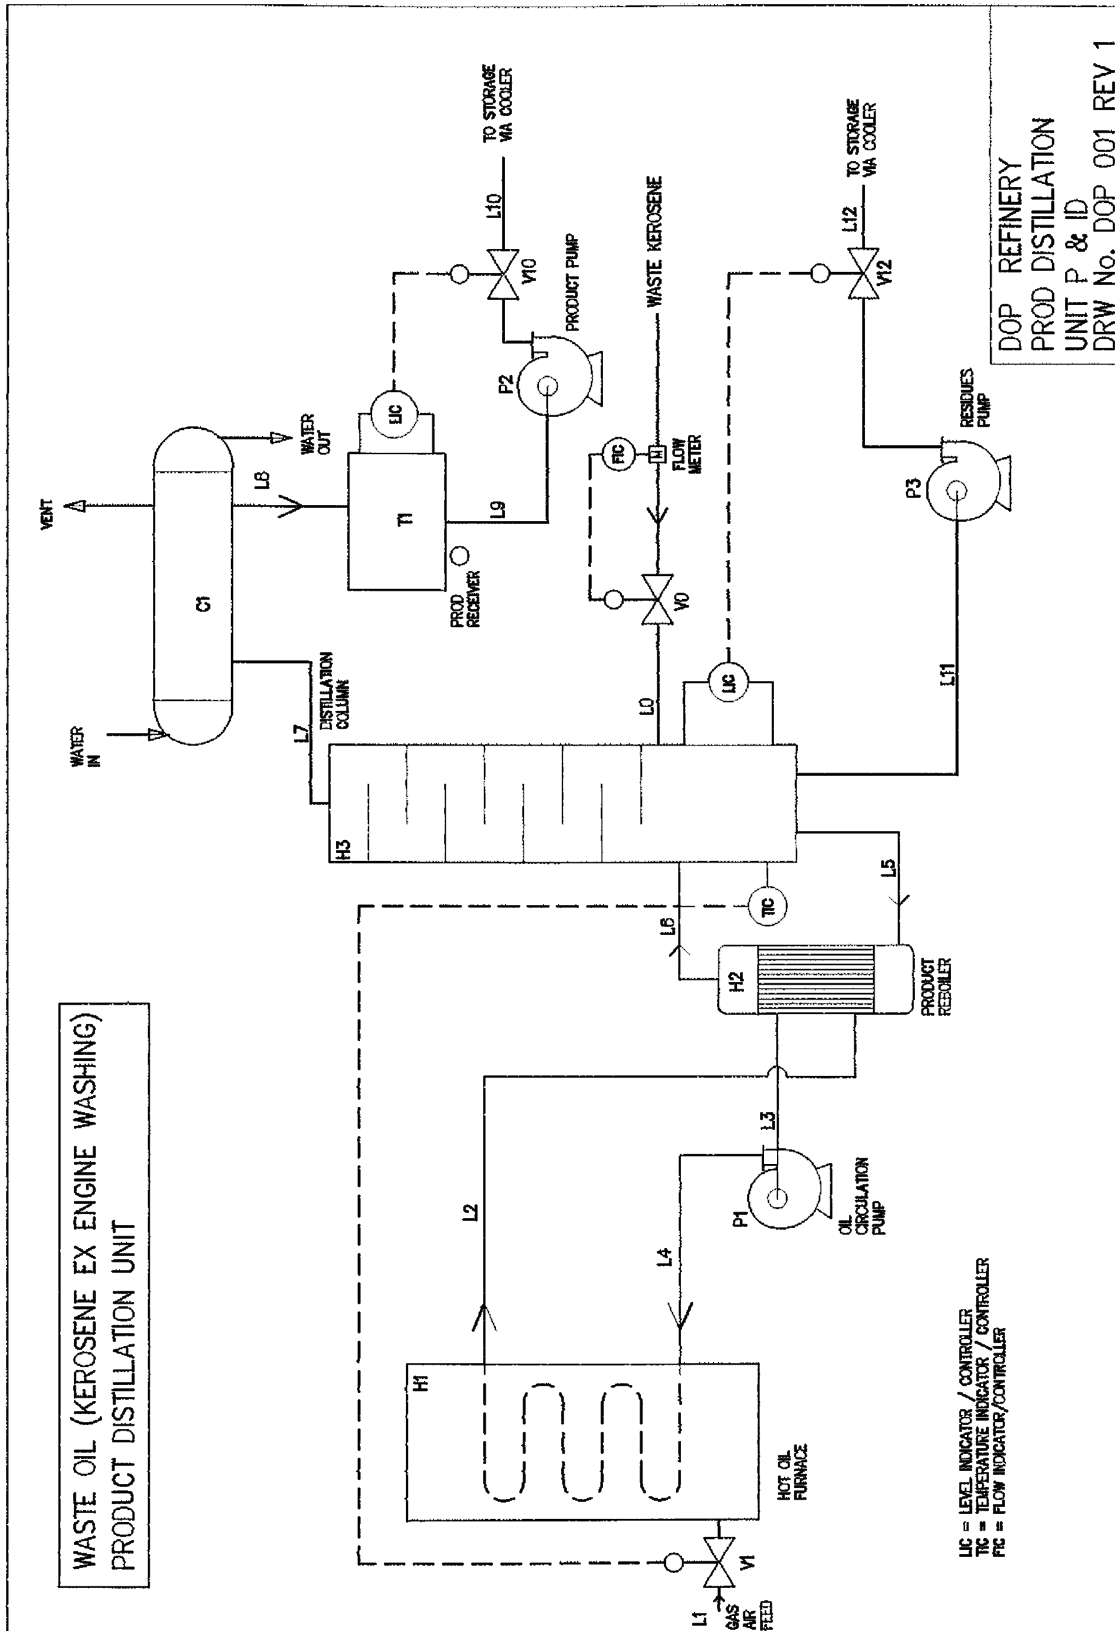 WASTE OIL (KEROSENE EX ENGINE WASHING)
PRODUCT DISTILLATION UNIT
WATER
IN
VENT
C1
WATER
OUT
L7
L8
DISTILLATION
COLUMN
H3
T1
LIC
PROD
RECEIVER
L9
P2
PRODUCT PUMP
V10
L10
TO STORAGE
VIA COOLER
FIC
M
FLOW
METER
WASTE KEROSENE
V0
L0
LIC
TIC
L6
L5
H2
PRODUCT
REBOILER
L11
P3
RESIDUES
PUMP
V12
L12
TO STORAGE
VIA COOLER
L2
L3
L4
P1
OIL
CIRCULATION
PUMP
H1
HOT OIL
FURNACE
V1
L1
GAS
AIR
FEED
LIC = LEVEL INDICATOR / CONTROLLER
TIC = TEMPERATURE INDICATOR / CONTROLLER
FIC = FLOW INDICATOR/CONTROLLER
DOP REFINERY
PROD DISTILLATION
UNIT P & ID
DRW No. DOP 001 REV 1